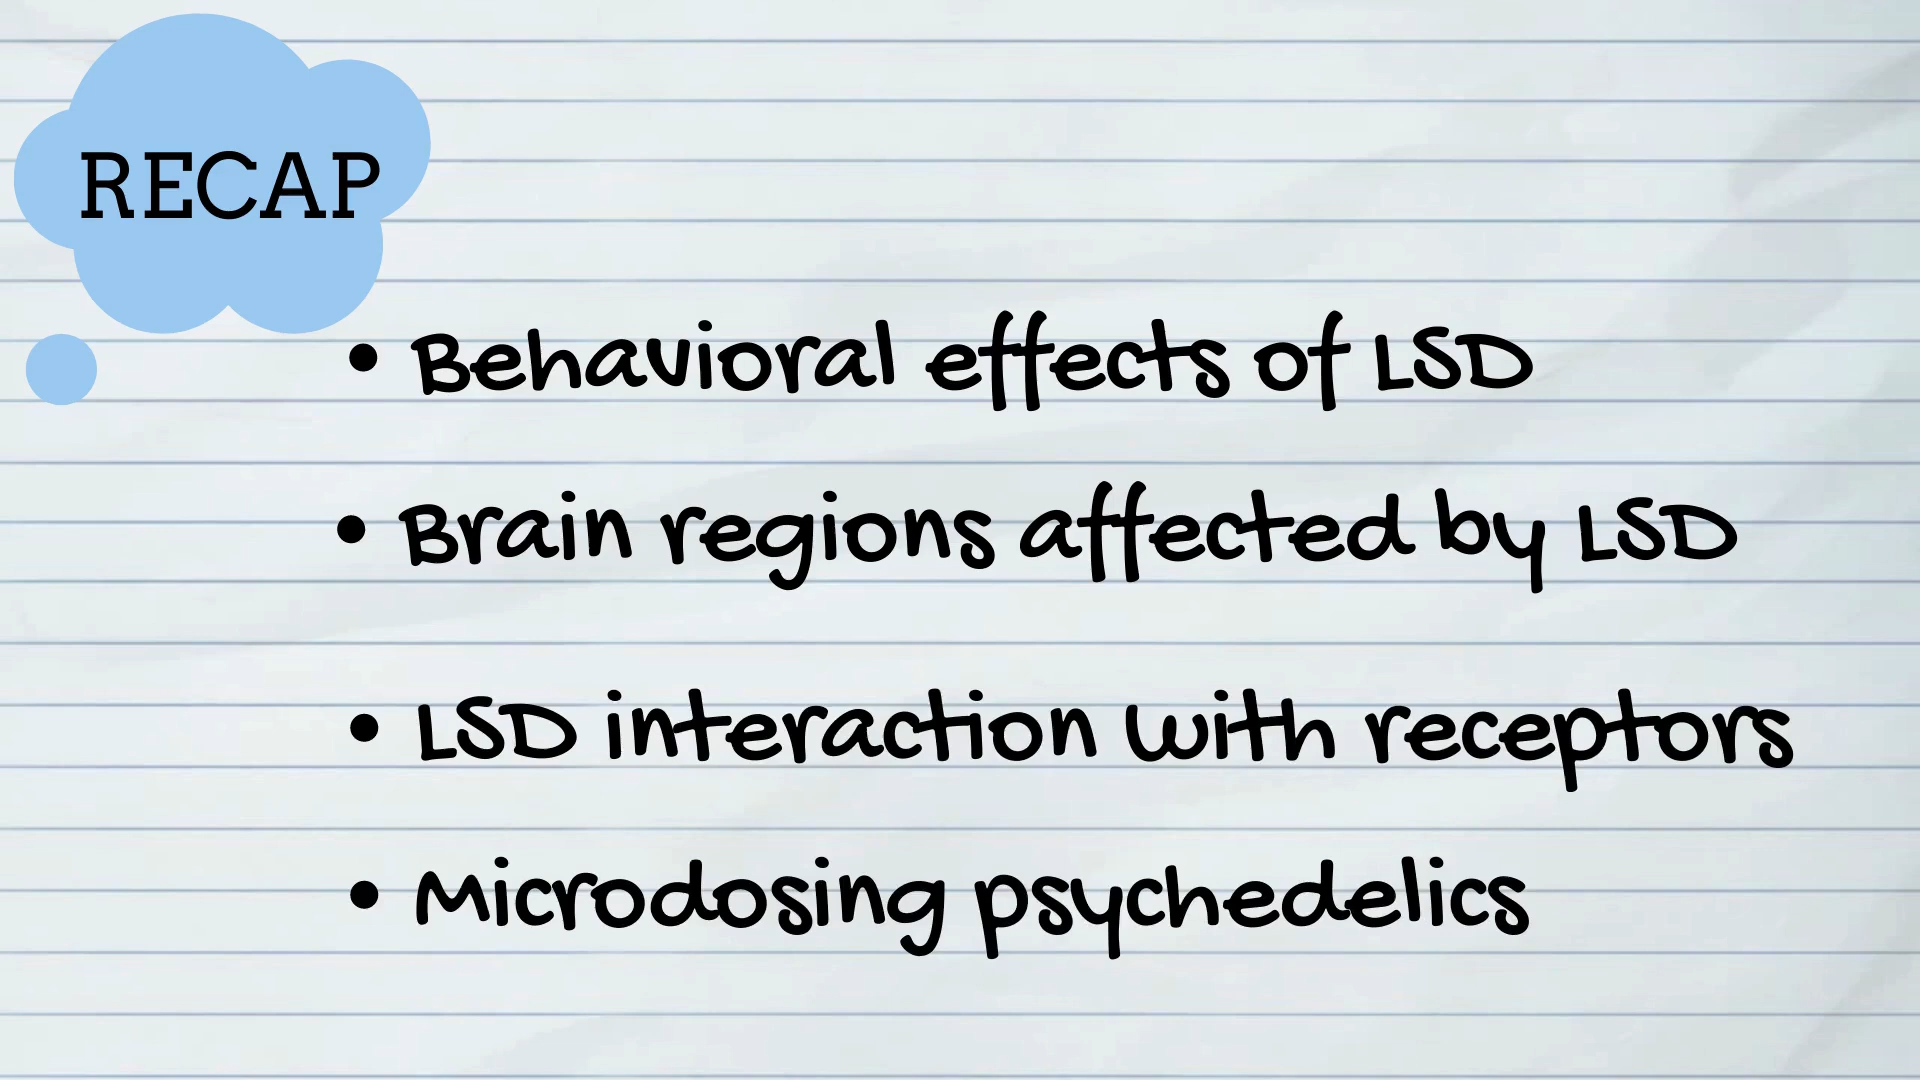 RECAP
• Behavioral effects of LSD
• Brain regions affected by LSD
• LSD interaction with receptors
• Microdosing psychedelics